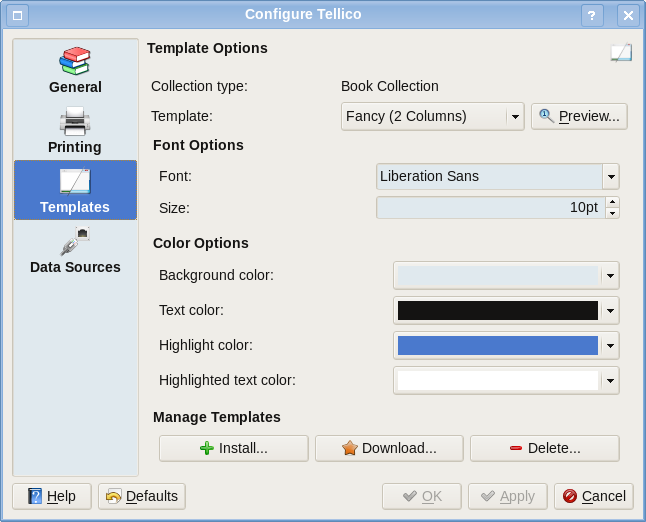 Configure Tellico
?
General
Printing
Templates
Data Sources
Template Options
Collection type: Book Collection
Template: Fancy (2 Columns) Preview...
Font Options
Font: Liberation Sans
Size: 10pt
Color Options
Background color:
Text color:
Highlight color:
Highlighted text color:
Manage Templates
Install... Download... Delete...
? Help Defaults OK Apply Cancel